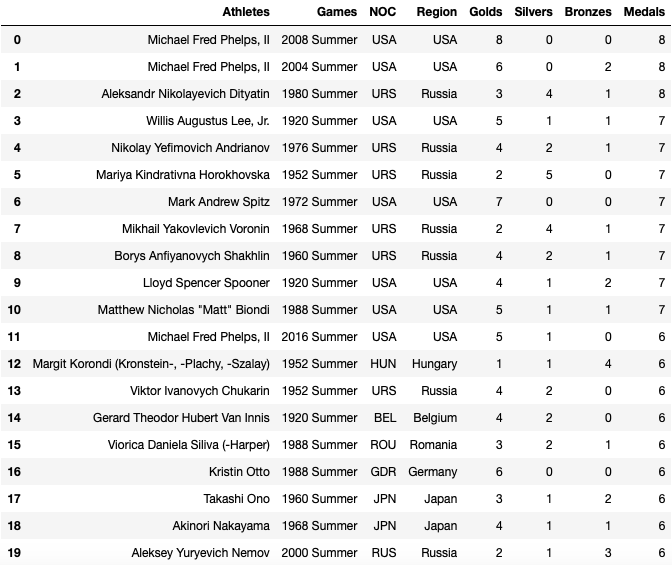 Athletes Games NOC Region Golds Silvers Bronzes Medals
0 Michael Fred Phelps, II 2008 Summer USA USA 8 0 0 8
1 Michael Fred Phelps, II 2004 Summer USA USA 6 0 2 8
2 Aleksandr Nikolayevich Dityatin 1980 Summer URS Russia 3 4 1 8
3 Willis Augustus Lee, Jr. 1920 Summer USA USA 5 1 1 7
4 Nikolay Yefimovich Andrianov 1976 Summer URS Russia 4 2 1 7
5 Mariya Kindrativna Horokhovska 1952 Summer URS Russia 2 5 0 7
6 Mark Andrew Spitz 1972 Summer USA USA 7 0 0 7
7 Mikhail Yakovlevich Voronin 1968 Summer URS Russia 2 4 1 7
8 Borys Anfiyanovych Shakhlin 1960 Summer URS Russia 4 2 1 7
9 Lloyd Spencer Spooner 1920 Summer USA USA 4 1 2 7
10 Matthew Nicholas "Matt" Biondi 1988 Summer USA USA 5 1 1 7
11 Michael Fred Phelps, II 2016 Summer USA USA 5 1 0 6
12 Margit Korondi (Kronstein-, -Plachy, -Szalay) 1952 Summer HUN Hungary 1 1 4 6
13 Viktor Ivanovych Chukarin 1952 Summer URS Russia 4 2 0 6
14 Gerard Theodor Hubert Van Innis 1920 Summer BEL Belgium 4 2 0 6
15 Viorica Daniela Siliva (-Harper) 1988 Summer ROU Romania 3 2 1 6
16 Kristin Otto 1988 Summer GDR Germany 6 0 0 6
17 Takashi Ono 1960 Summer JPN Japan 3 1 2 6
18 Akinori Nakayama 1968 Summer JPN Japan 4 1 1 6
19 Aleksey Yuryevich Nemov 2000 Summer RUS Russia 2 1 3 6